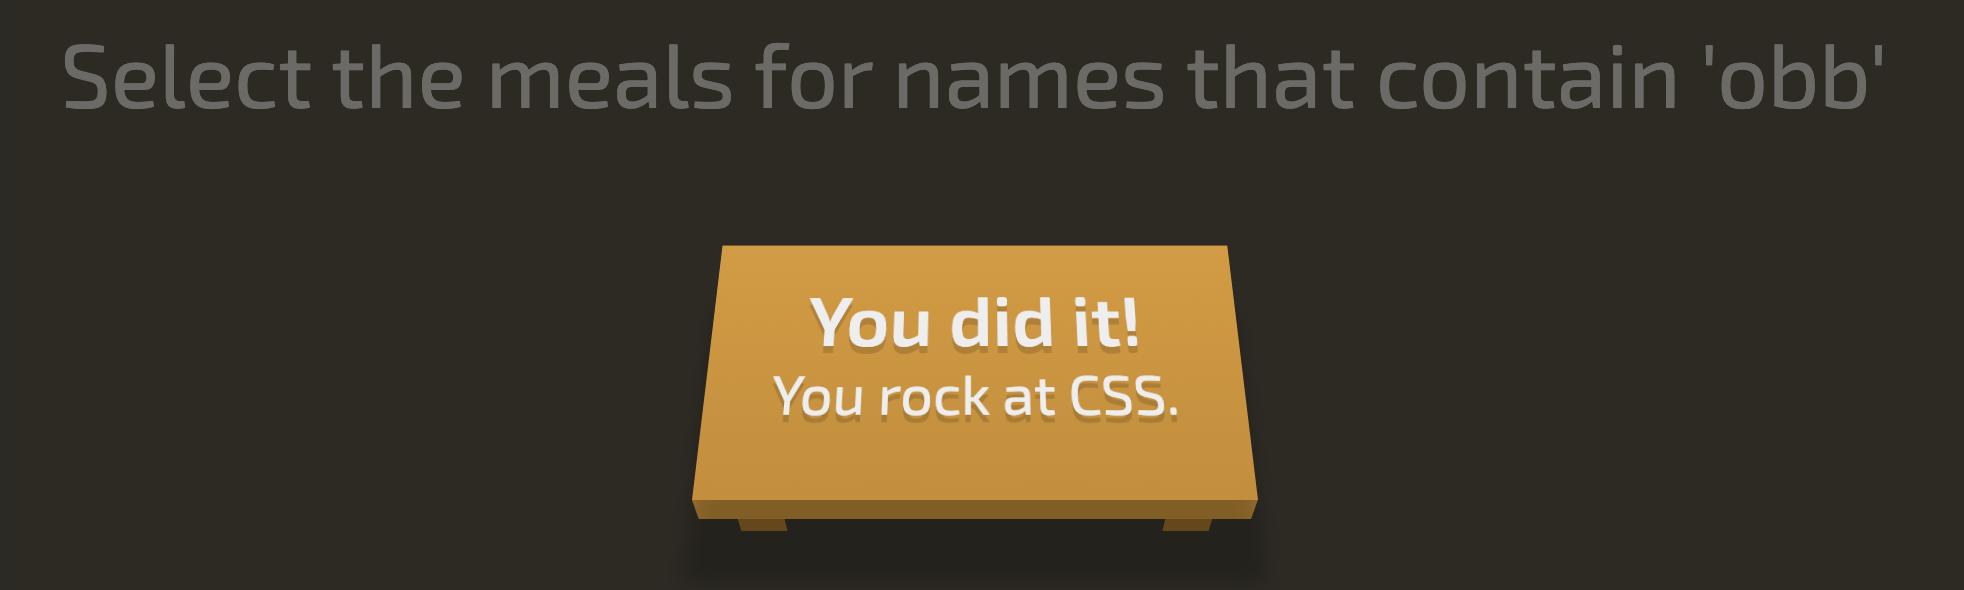 Select the meals for names that contain 'obb'
You did it!
You rock at CSS.